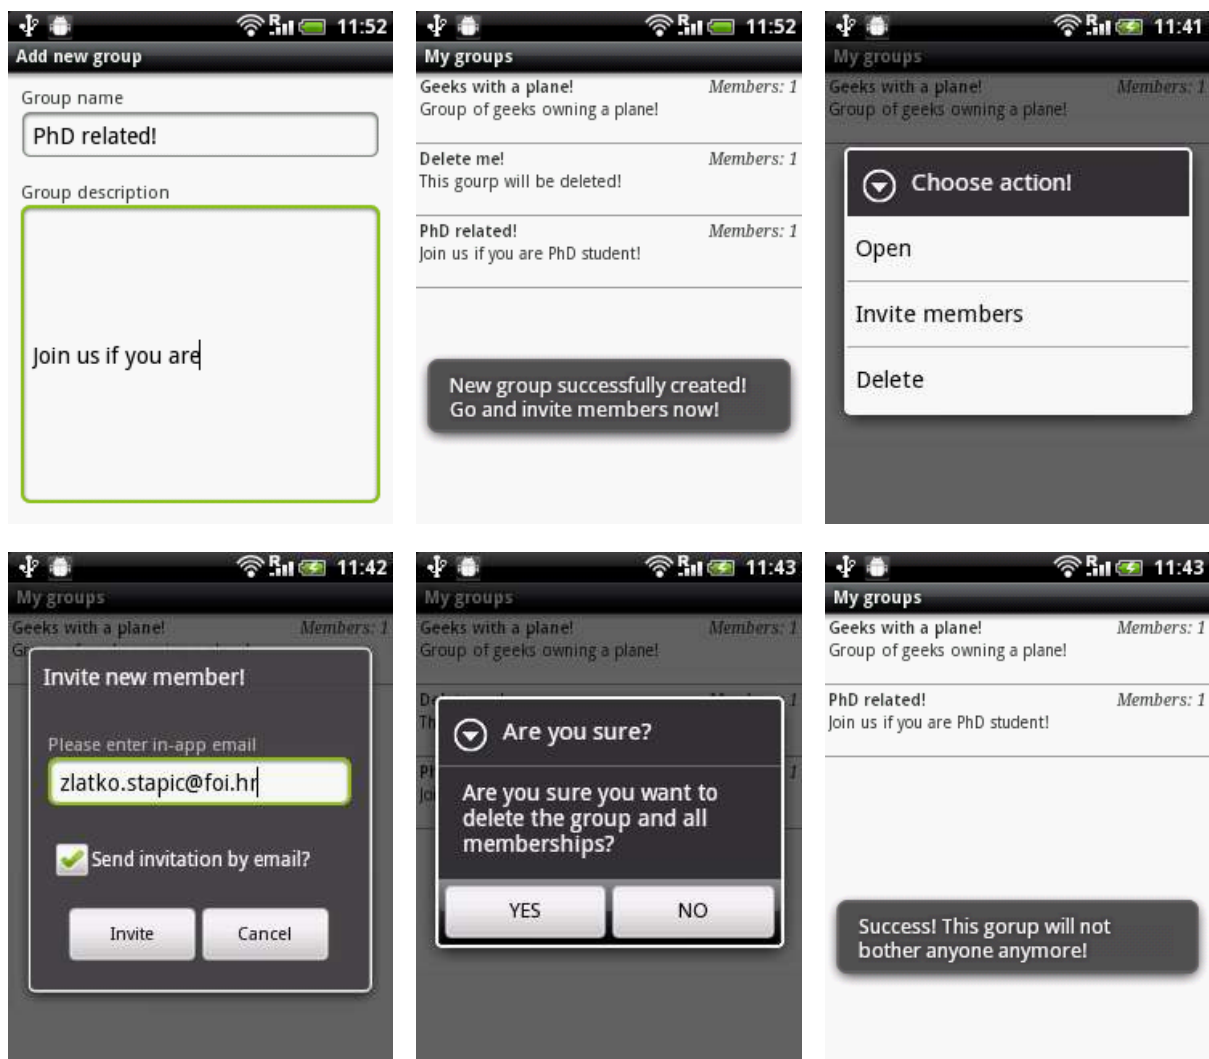 11:52
Add new group
Group name
PhD related!
Group description
Join us if you are
11:52
My groups
Geeks with a plane! Members: 1
Group of geeks owning a plane!
Delete me! Members: 1
This gourp will be deleted!
PhD related! Members: 1
Join us if you are PhD student!
New group successfully created!
Go and invite members now!
11:41
My groups
Geeks with a plane! Members: 1
Group of geeks owning a plane!
Choose action!
Open
Invite members
Delete
11:42
My groups
Geeks with a plane! Members: 1
Invite new member!
Please enter in-app email
zlatko.stapic@foi.hr
Send invitation by email?
Invite Cancel
11:43
My groups
Geeks with a plane! Members: 1
Group of geeks owning a plane!
Are you sure?
Are you sure you want to
delete the group and all
memberships?
YES NO
11:43
My groups
Geeks with a plane! Members: 1
Group of geeks owning a plane!
PhD related! Members: 1
Join us if you are PhD student!
Success! This gorup will not
bother anyone anymore!